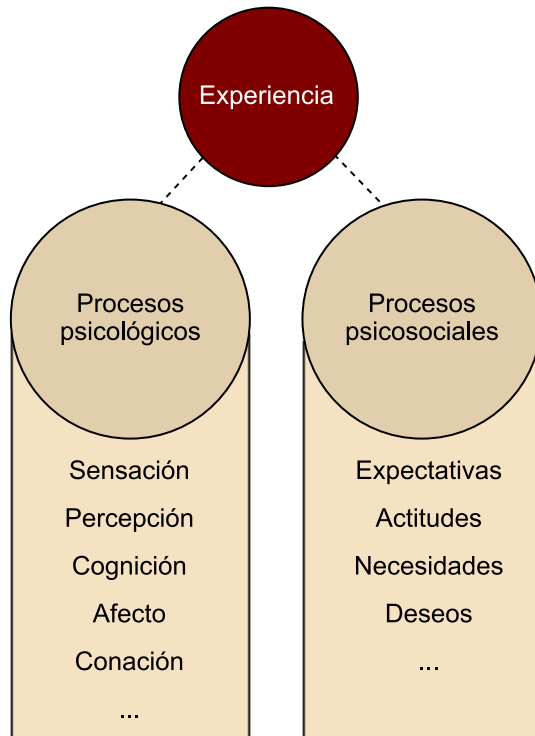 Experiencia
Procesos
psicológicos
Sensación
Percepción
Cognición
Afecto
Conación
...
Procesos
psicosociales
Expectativas
Actitudes
Necesidades
Deseos
...